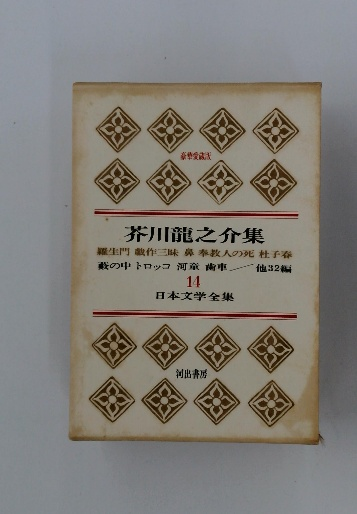 豪華愛蔵版
芥川龍之介集
羅生門 戯作三昧 鼻 奉教人の死 杜子春
藪の中 トロッコ 河童 歯車 ― 他32編
14
日本文学全集
河出書房